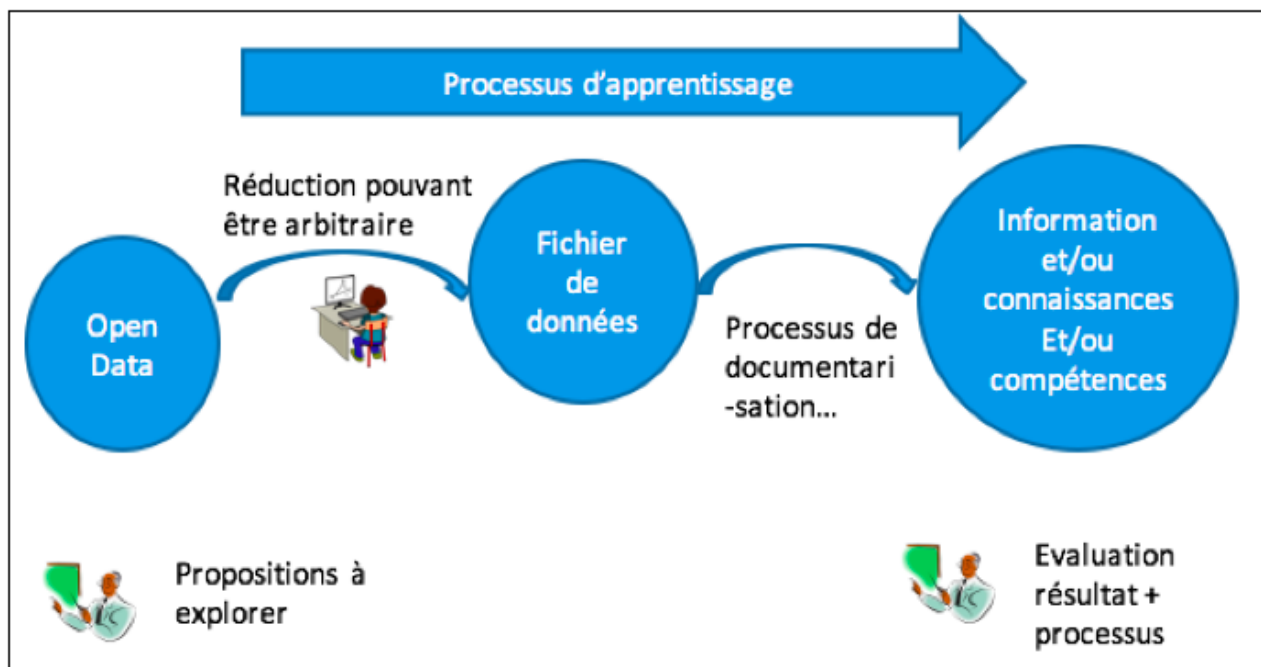 Processus d'apprentissage
Réduction pouvant
être arbitraire
Open
Data
Fichier
de
données
Processus de
documentari
-sation...
Information
et/ou
connaissances
Et/ou
compétences
Propositions à
explorer
Evaluation
résultat +
processus